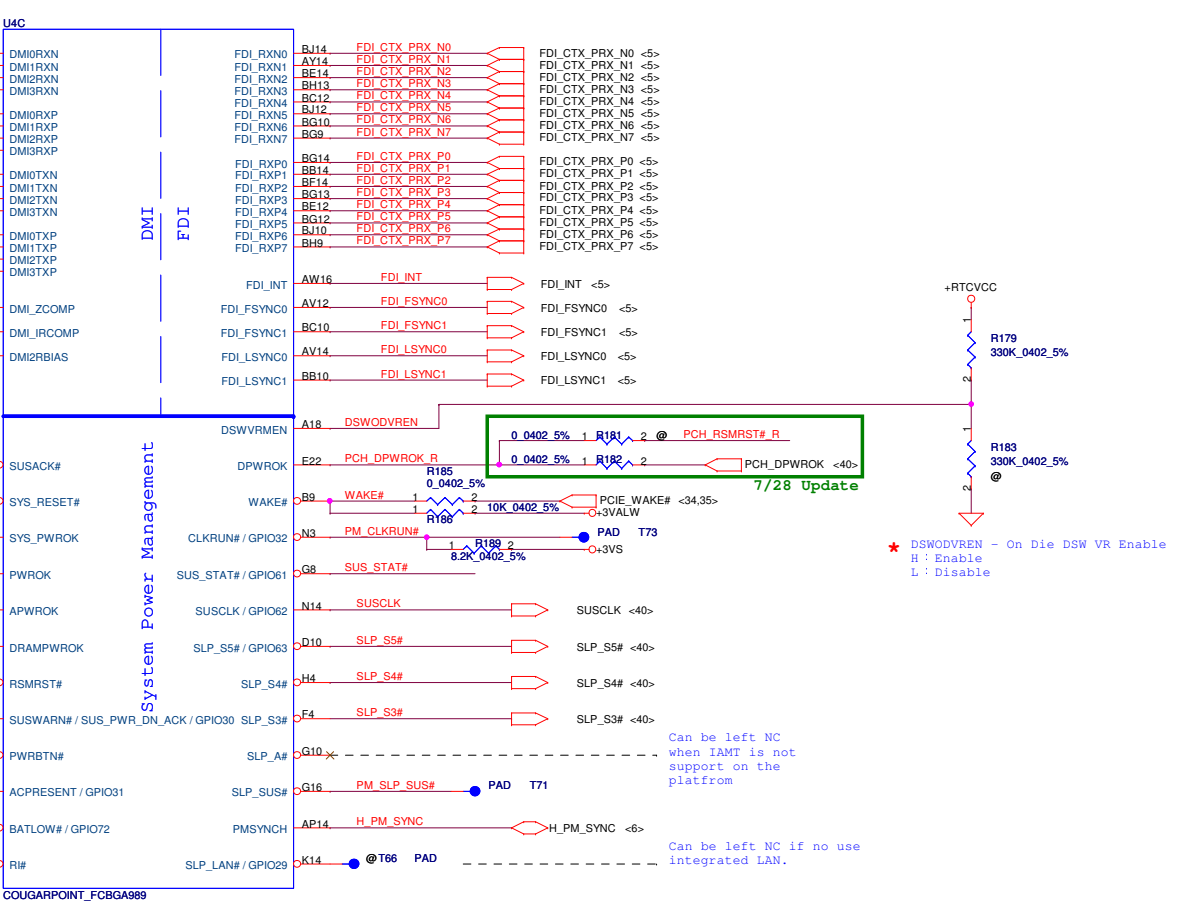 U4C
DMI0RXN
DMI1RXN
DMI2RXN
DMI3RXN
DMI0RXP
DMI1RXP
DMI2RXP
DMI3RXP
DMI0TXN
DMI1TXN
DMI2TXN
DMI3TXN
DMI0TXP
DMI1TXP
DMI2TXP
DMI3TXP
DMI_ZCOMP
DMI_IRCOMP
DMI2RBIAS
DMI
FDI
FDI_RXN0 BJ14 FDI_CTX_PRX_N0 FDI_CTX_PRX_N0 <5>
FDI_RXN1 AY14 FDI_CTX_PRX_N1 FDI_CTX_PRX_N1 <5>
FDI_RXN2 BE14 FDI_CTX_PRX_N2 FDI_CTX_PRX_N2 <5>
FDI_RXN3 BH13 FDI_CTX_PRX_N3 FDI_CTX_PRX_N3 <5>
FDI_RXN4 BC12 FDI_CTX_PRX_N4 FDI_CTX_PRX_N4 <5>
FDI_RXN5 BJ12 FDI_CTX_PRX_N5 FDI_CTX_PRX_N5 <5>
FDI_RXN6 BG10 FDI_CTX_PRX_N6 FDI_CTX_PRX_N6 <5>
FDI_RXN7 BG9 FDI_CTX_PRX_N7 FDI_CTX_PRX_N7 <5>
FDI_RXP0 BG14 FDI_CTX_PRX_P0 FDI_CTX_PRX_P0 <5>
FDI_RXP1 BB14 FDI_CTX_PRX_P1 FDI_CTX_PRX_P1 <5>
FDI_RXP2 BF14 FDI_CTX_PRX_P2 FDI_CTX_PRX_P2 <5>
FDI_RXP3 BG13 FDI_CTX_PRX_P3 FDI_CTX_PRX_P3 <5>
FDI_RXP4 BE12 FDI_CTX_PRX_P4 FDI_CTX_PRX_P4 <5>
FDI_RXP5 BG12 FDI_CTX_PRX_P5 FDI_CTX_PRX_P5 <5>
FDI_RXP6 BJ10 FDI_CTX_PRX_P6 FDI_CTX_PRX_P6 <5>
FDI_RXP7 BH9 FDI_CTX_PRX_P7 FDI_CTX_PRX_P7 <5>
FDI_INT AW16 FDI_INT FDI_INT <5>
FDI_FSYNC0 AV12 FDI_FSYNC0 FDI_FSYNC0 <5>
FDI_FSYNC1 BC10 FDI_FSYNC1 FDI_FSYNC1 <5>
FDI_LSYNC0 AV14 FDI_LSYNC0 FDI_LSYNC0 <5>
FDI_LSYNC1 BB10 FDI_LSYNC1 FDI_LSYNC1 <5>
+RTCVCC
1
R179
330K_0402_5%
2
1
R183
330K_0402_5%
@
2
* DSWODVREN - On Die DSW VR Enable
H : Enable
L : Disable
System Power Management
SUSACK#
SYS_RESET#
SYS_PWROK
PWROK
APWROK
DRAMPWROK
RSMRST#
SUSWARN# / SUS_PWR_DN_ACK / GPIO30
PWRBTN#
ACPRESENT / GPIO31
BATLOW# / GPIO72
RI#
DSWVRMEN A18 DSWODVREN
0_0402_5% 1 R181 2 @ PCH_RSMRST#_R
DPWROK E22 PCH_DPWROK_R 0_0402_5% 1 R182 2 PCH_DPWROK <40>
7/28 Update
R185
0_0402_5%
WAKE# B9 WAKE# 1 2 PCIE_WAKE# <34,35>
1 R186 2 10K_0402_5% +3VALW
CLKRUN# / GPIO32 N3 PM_CLKRUN# PAD T73
1 R189 2 +3VS
8.2K_0402_5%
SUS_STAT# / GPIO61 G8 SUS_STAT#
SUSCLK / GPIO62 N14 SUSCLK SUSCLK <40>
SLP_S5# / GPIO63 D10 SLP_S5# SLP_S5# <40>
SLP_S4# H4 SLP_S4# SLP_S4# <40>
SLP_S3# F4 SLP_S3# SLP_S3# <40>
SLP_A# G10
Can be left NC
when IAMT is not
support on the
platfrom
SLP_SUS# G16 PM_SLP_SUS# PAD T71
PMSYNCH AP14 H_PM_SYNC H_PM_SYNC <6>
SLP_LAN# / GPIO29 K14 @ T66 PAD
Can be left NC if no use
integrated LAN.
COUGARPOINT_FCBGA989